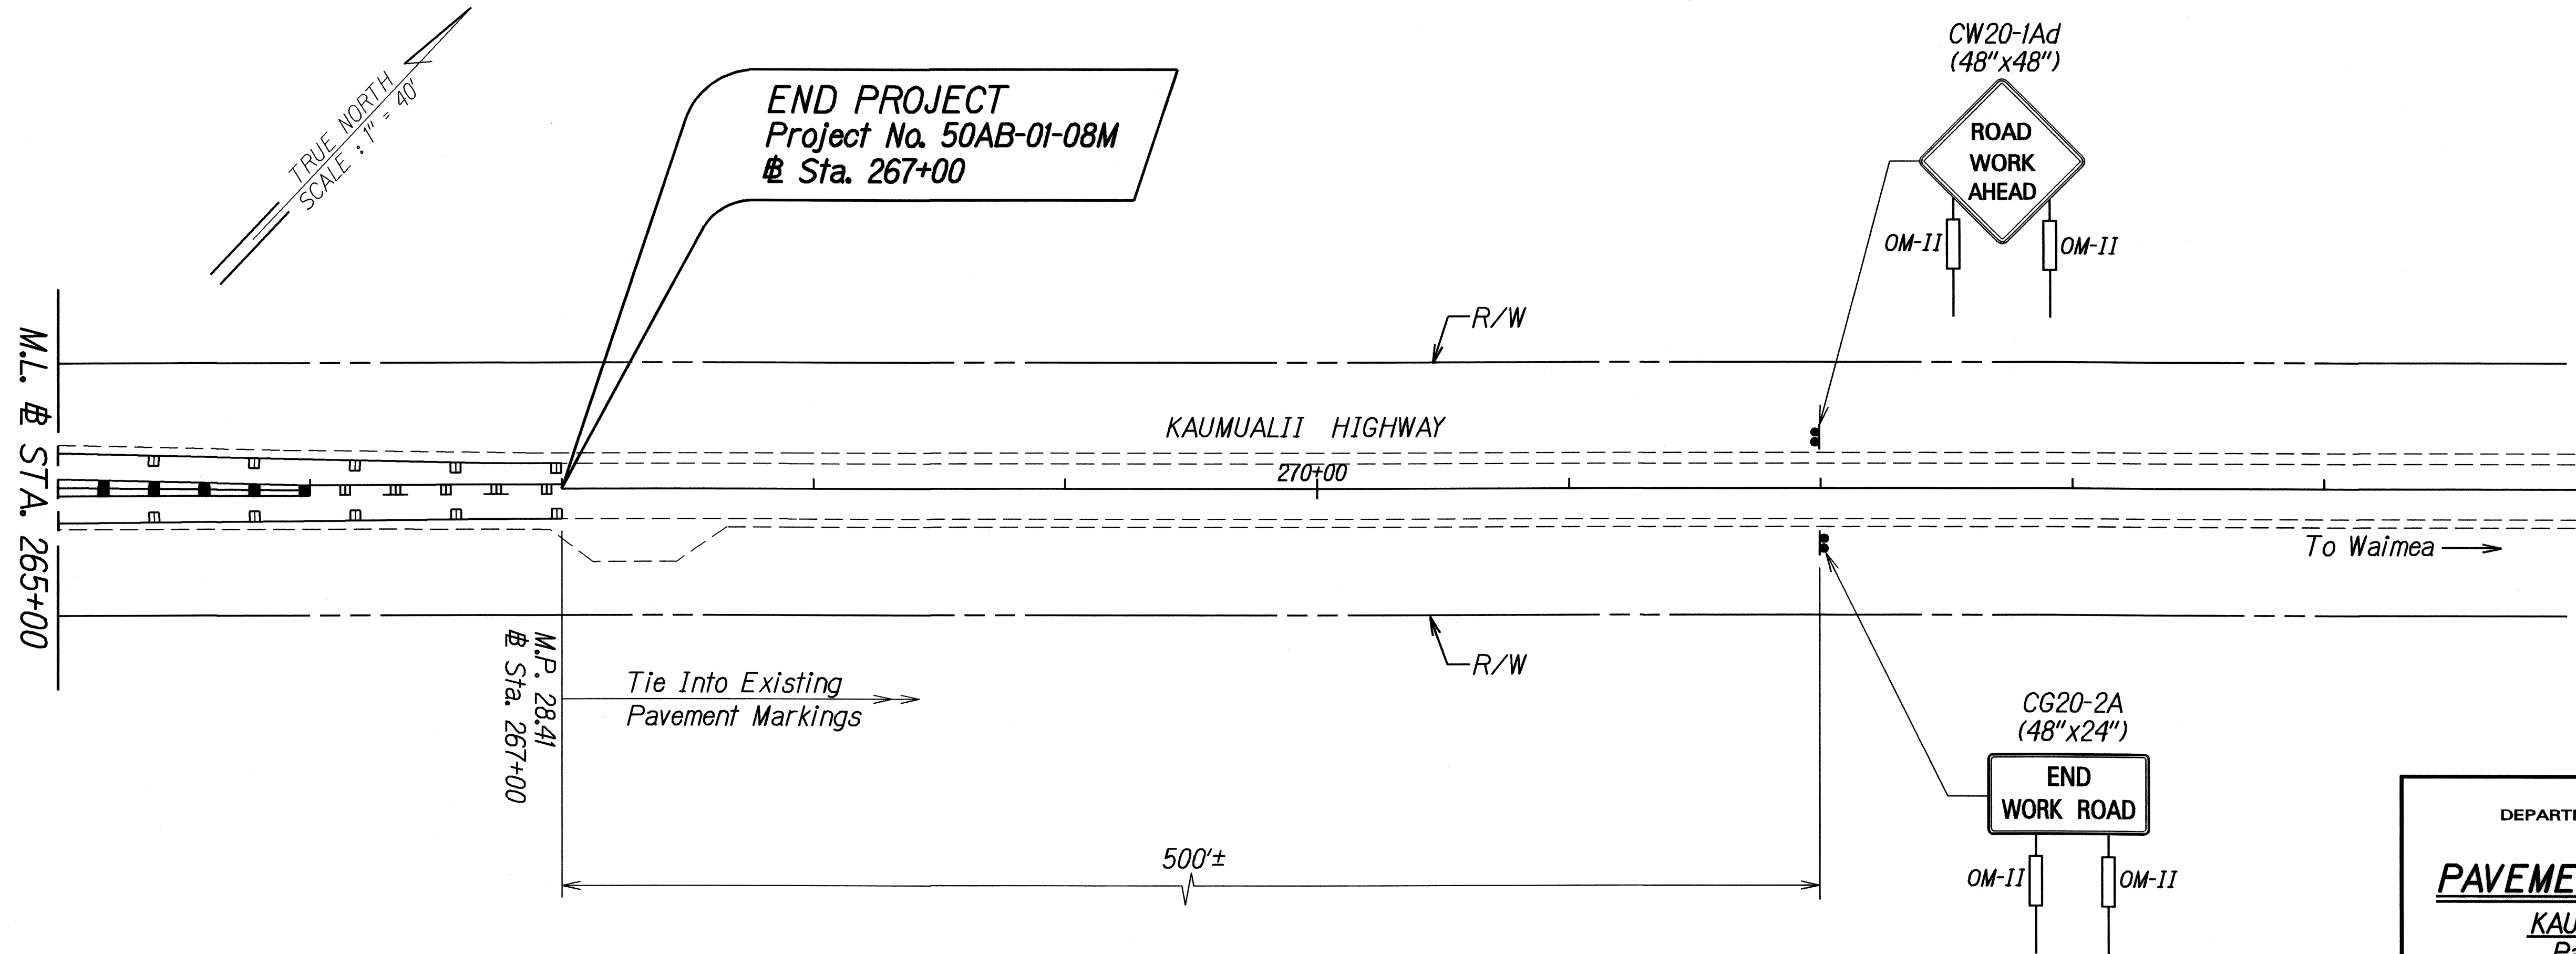 TRUE NORTH
SCALE : 1" = 40'
END PROJECT
Project No. 50AB-01-08M
℄ Sta. 267+00
CW20-1Ad
(48"x48")
ROAD
WORK
AHEAD
OM-II
OM-II
R/W
M.L. ℄ STA. 265+00
KAUMUALII HIGHWAY
270+00
To Waimea
R/W
M.P. 28.41
℄ Sta. 267+00
Tie Into Existing
Pavement Markings
500'±
CG20-2A
(48"x24")
END
WORK ROAD
OM-II
OM-II
DEPART
PAVEME
KAU